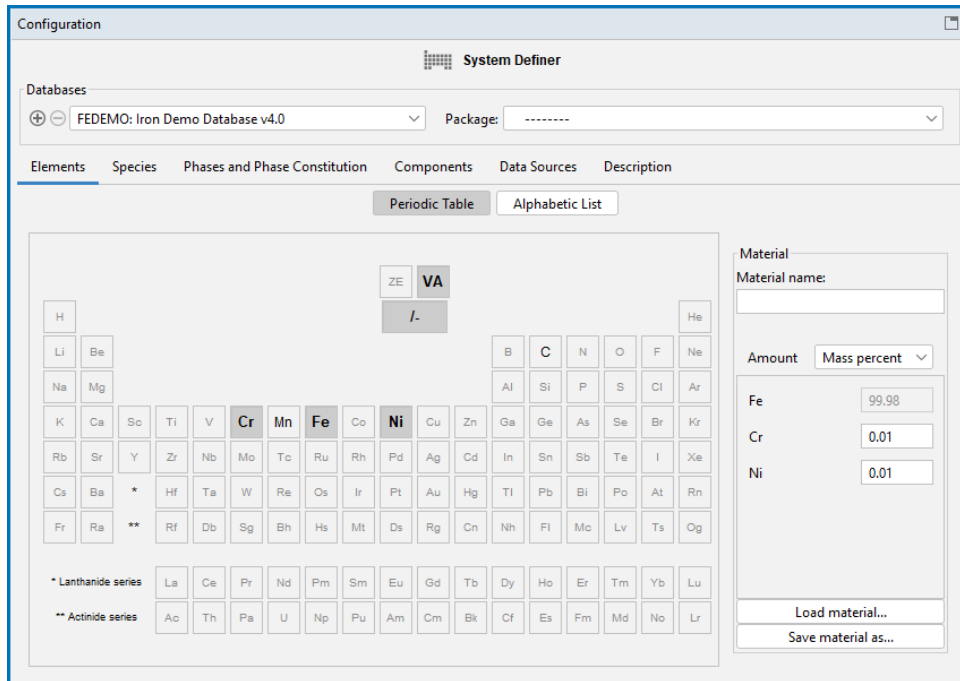 Configuration
System Definer
Databases
FEDEMO: Iron Demo Database v4.0 Package: --------
Elements Species Phases and Phase Constitution Components Data Sources Description
Periodic Table Alphabetic List
ZE VA
/-
H He
Li Be B C N O F Ne
Na Mg Al Si P S Cl Ar
K Ca Sc Ti V Cr Mn Fe Co Ni Cu Zn Ga Ge As Se Br Kr
Rb Sr Y Zr Nb Mo Tc Ru Rh Pd Ag Cd In Sn Sb Te I Xe
Cs Ba * Hf Ta W Re Os Ir Pt Au Hg Tl Pb Bi Po At Rn
Fr Ra ** Rf Db Sg Bh Hs Mt Ds Rg Cn Nh Fl Mc Lv Ts Og
* Lanthanide series La Ce Pr Nd Pm Sm Eu Gd Tb Dy Ho Er Tm Yb Lu
** Actinide series Ac Th Pa U Np Pu Am Cm Bk Cf Es Fm Md No Lr
Material
Material name:
Amount Mass percent
Fe 99.98
Cr 0.01
Ni 0.01
Load material...
Save material as...